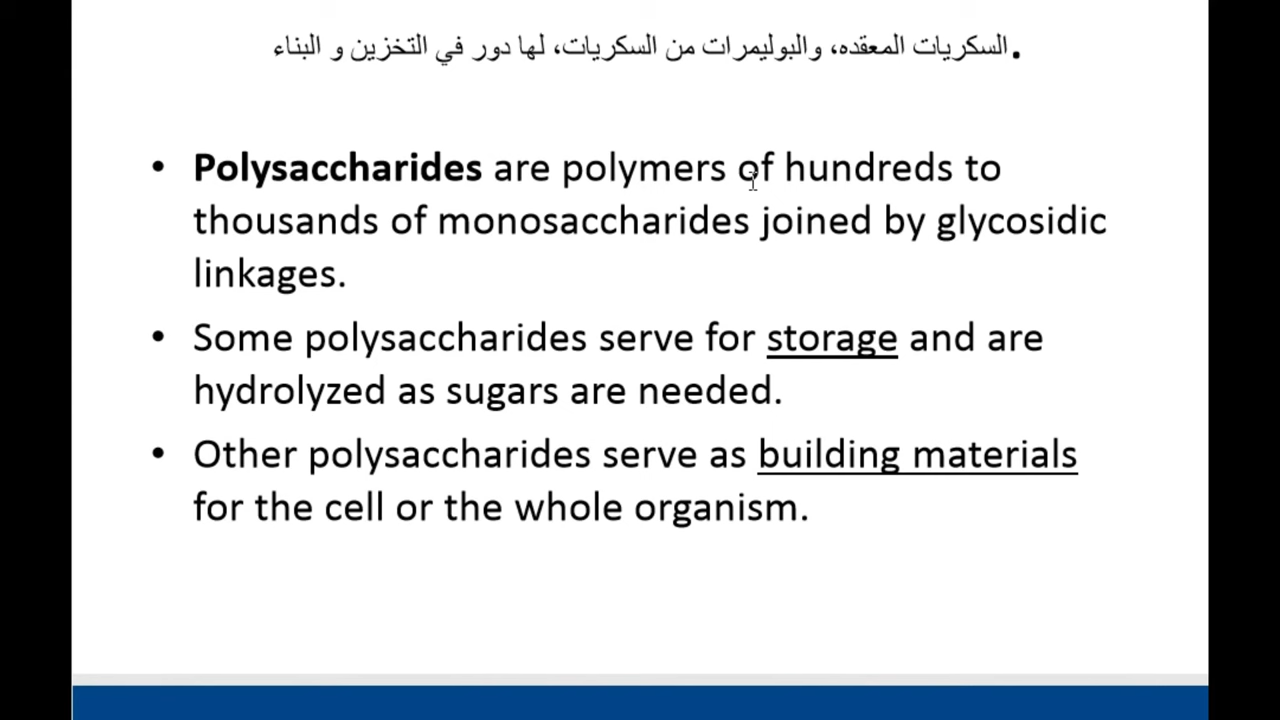 السكريات المعقده، والبوليمرات من السكريات، لها دور في التخزين و البناء.
• Polysaccharides are polymers of hundreds to
thousands of monosaccharides joined by glycosidic
linkages.
• Some polysaccharides serve for storage and are
hydrolyzed as sugars are needed.
• Other polysaccharides serve as building materials
for the cell or the whole organism.